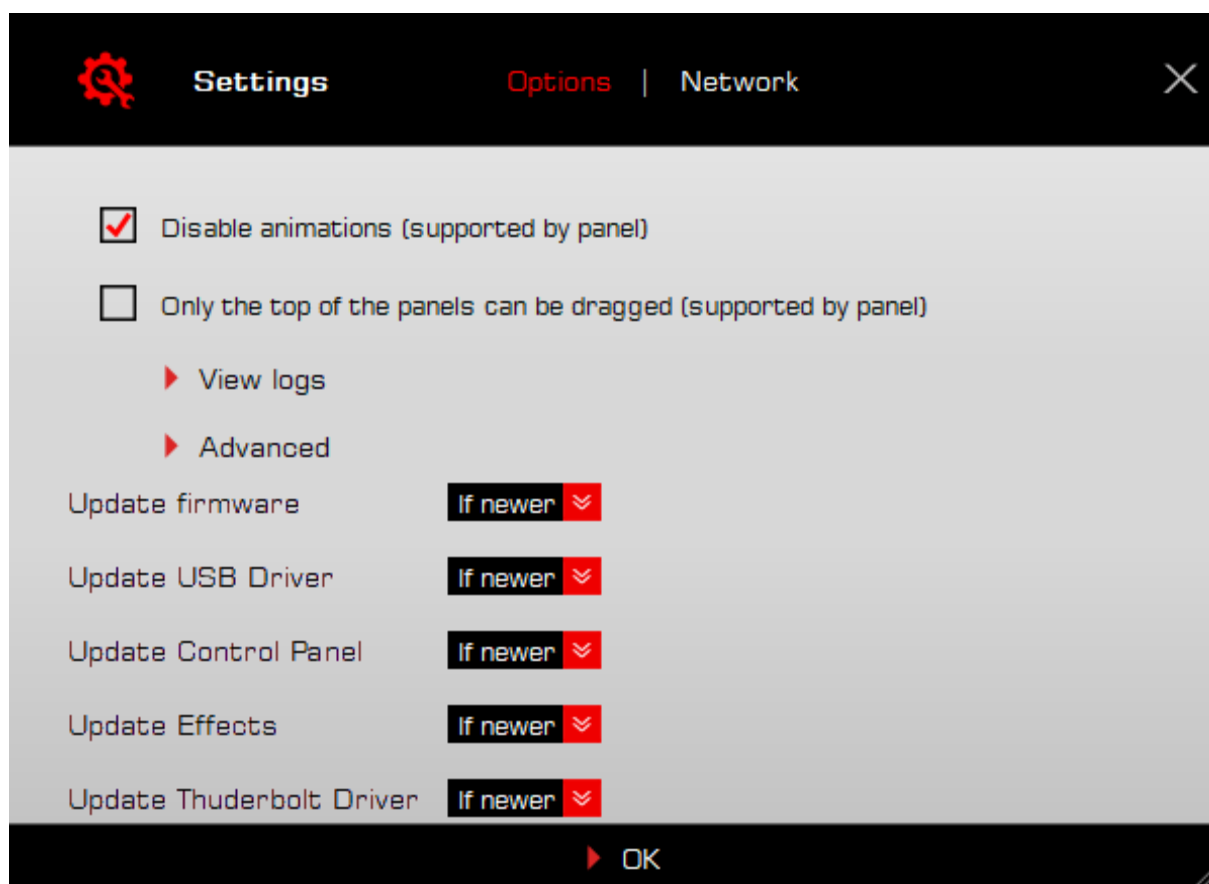 Settings Options | Network
Disable animations (supported by panel)
Only the top of the panels can be dragged (supported by panel)
View logs
Advanced
Update firmware If newer
Update USB Driver If newer
Update Control Panel If newer
Update Effects If newer
Update Thuderbolt Driver If newer
OK